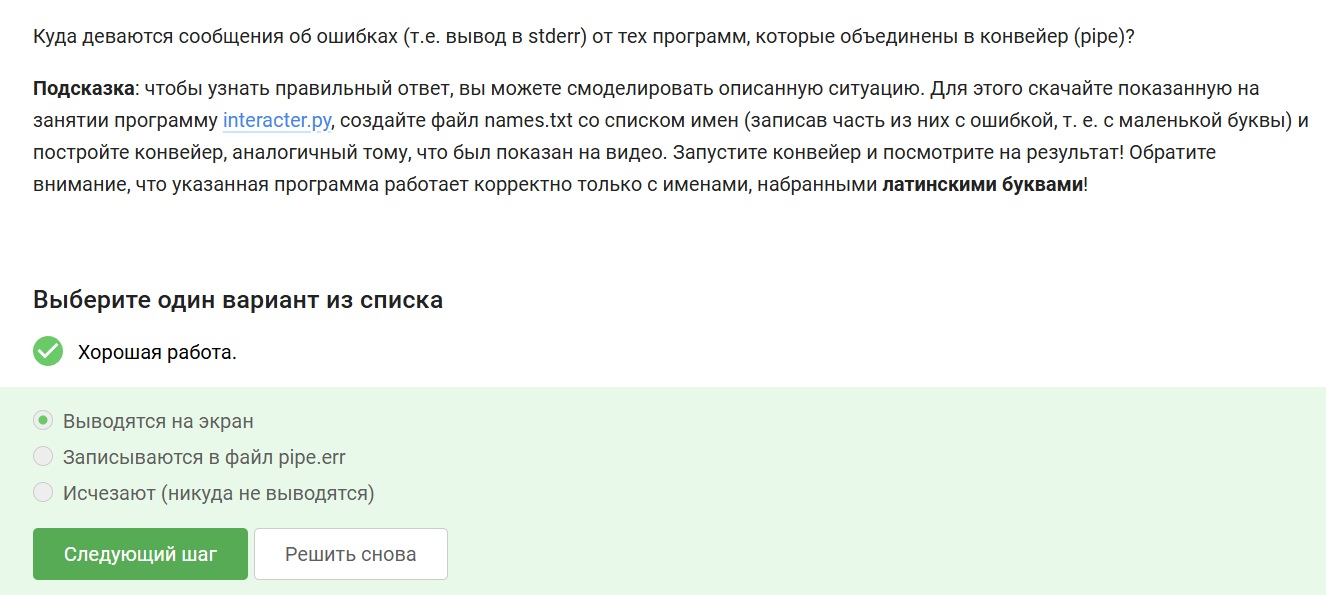 Куда деваются сообщения об ошибках (т.е. вывод в stderr) от тех программ, которые объединены в конвейер (pipe)?
Подсказка: чтобы узнать правильный ответ, вы можете смоделировать описанную ситуацию. Для этого скачайте показанную на
занятии программу interacter.py, создайте файл names.txt со списком имен (записав часть из них с ошибкой, т. е. с маленькой буквы) и
постройте конвейер, аналогичный тому, что был показан на видео. Запустите конвейер и посмотрите на результат! Обратите
внимание, что указанная программа работает корректно только с именами, набранными латинскими буквами!
Выберите один вариант из списка
Хорошая работа.
Выводятся на экран
Записываются в файл pipe.err
Исчезают (никуда не выводятся)
Следующий шаг
Решить снова